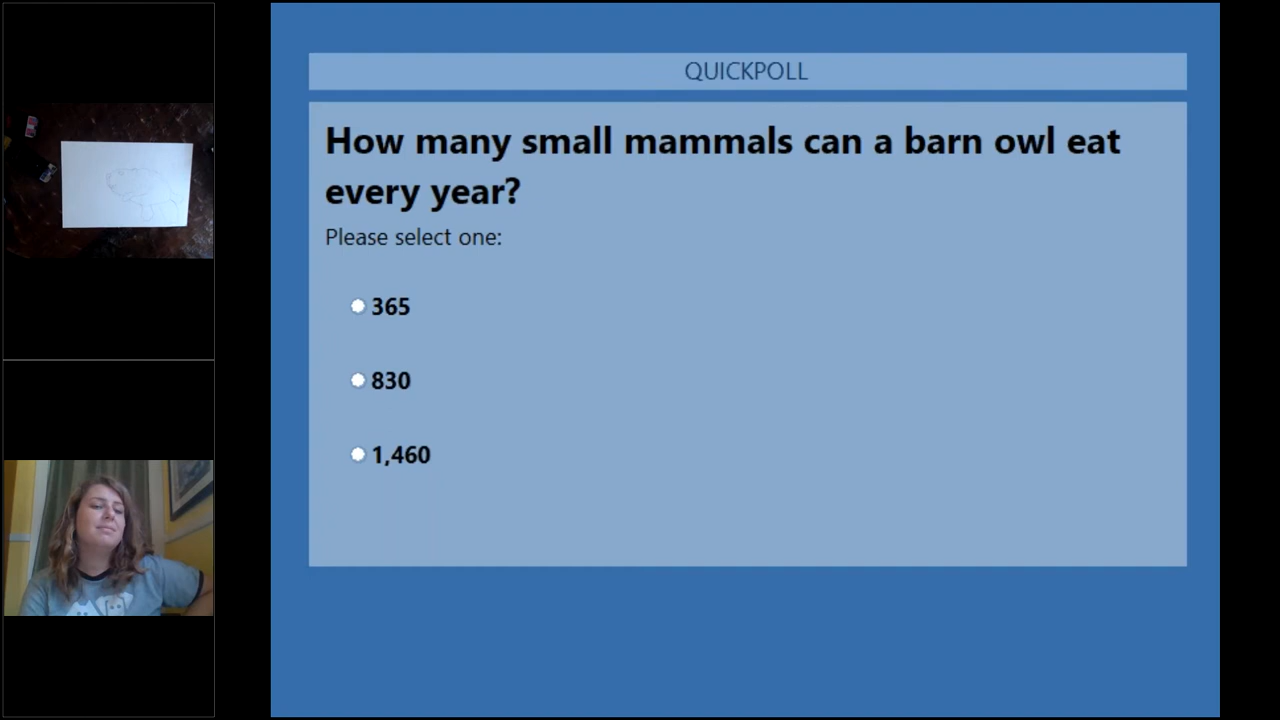 QUICKPOLL
How many small mammals can a barn owl eat
every year?
Please select one:
365
830
1,460